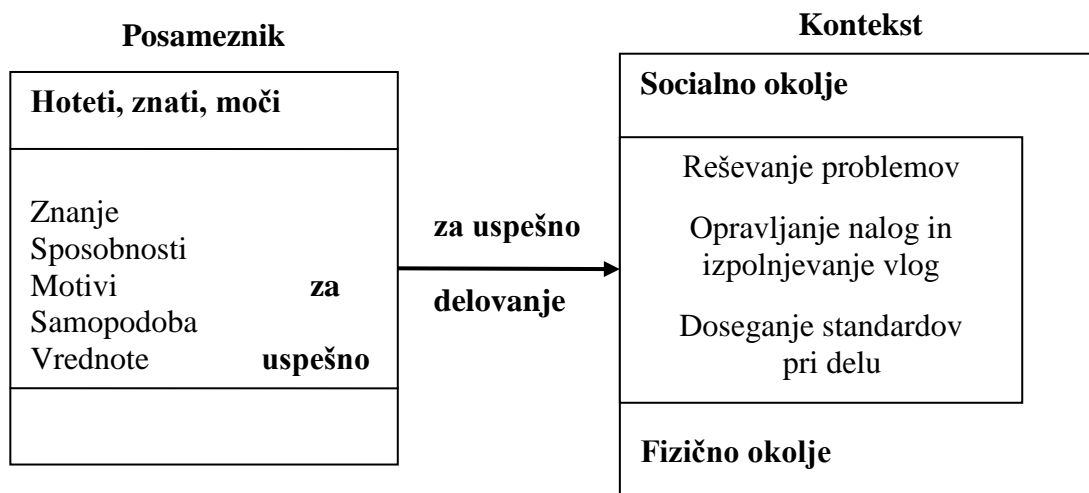 Posameznik
Hoteti, znati, moči
Znanje
Sposobnosti
Motivi za
Samopodoba
Vrednote uspešno
za uspešno
delovanje
Kontekst
Socialno okolje
Reševanje problemov
Opravljanje nalog in
izpolnjevanje vlog
Doseganje standardov
pri delu
Fizično okolje